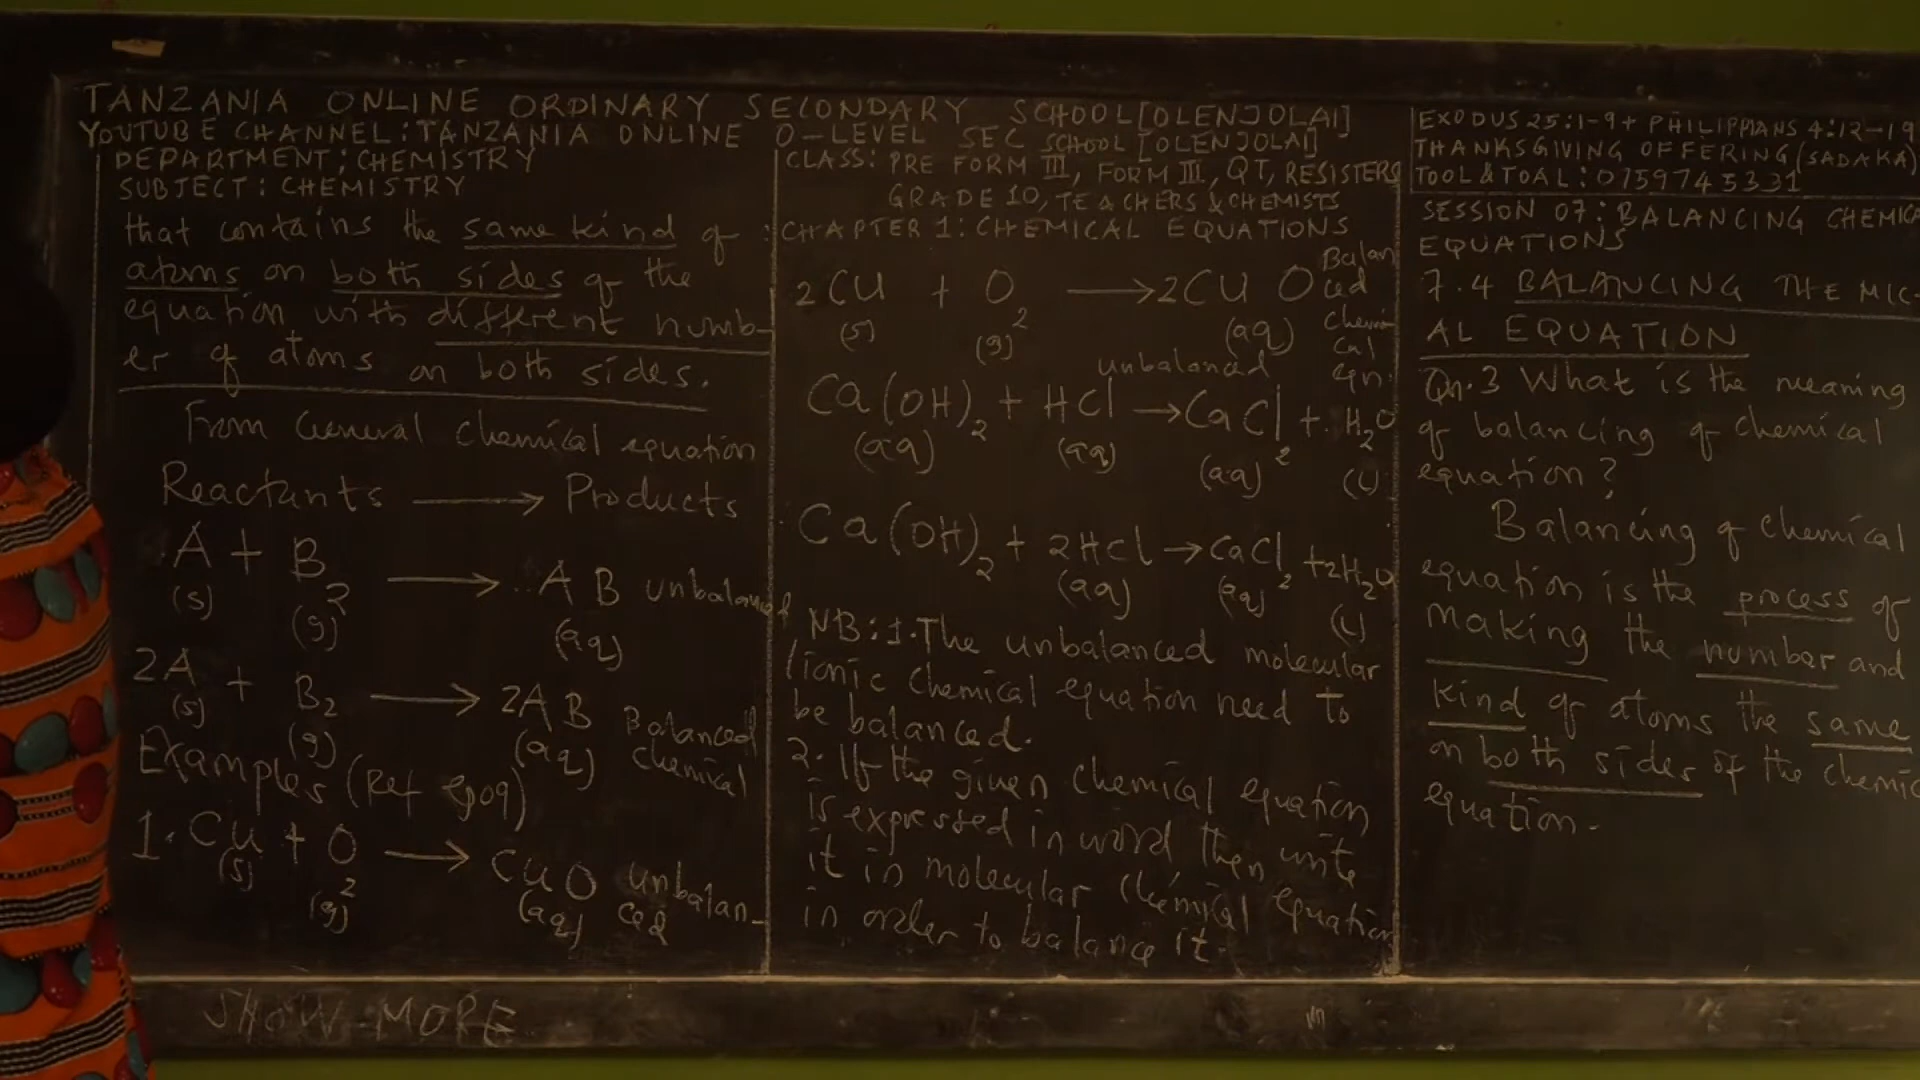 TANZANIA ONLINE ORDINARY SECONDARY SCHOOL[OLENJOLAI]
YOUTUBE CHANNEL: TANZANIA ONLINE O-LEVEL SEC SCHOOL [OLENJOLAI]
DEPARTMENT: CHEMISTRY
SUBJECT: CHEMISTRY
that contains the same kind of
atoms on both sides of the
equation with different numb-
er of atoms on both sides.
From General chemical equation
Reactants → Products
A + B2 → AB unbalanced
(s) (g) (aq)
2A + B2 → 2AB Balanced
(s) (g) (aq) chemical
Examples (Ref
1. Cu + O2 → CuO unbalan-
(s) (g) (aq) ced
SHOW MORE
CLASS: PRE FORM III, FORM III, QT, RESISTERS
GRADE 10, TEACHERS & CHEMISTS
CHAPTER 1: CHEMICAL EQUATIONS
2CU + O2 → 2CU O Balan
ced
(s) (g) (aq) chemi
cal
unbalanced eqn.
Ca(OH)2 + HCl → CaCl2 + H2O
(aq) (aq) (aq) (l)
Ca(OH)2 + 2HCl → CaCl2 + 2H2O
(aq) (aq) (l)
NB: 1. The unbalanced molecular
/ionic chemical equation need to
be balanced.
2. If the given chemical equation
is expressed in word then write
it in molecular chemical equation
in order to balance it.
EXODUS 25:1-9 + PHILIPPIANS 4:12-19
THANKSGIVING OFFERING (SADAKA)
TOOL & TOAL: 0759745331
SESSION 07: BALANCING CHEMICA
EQUATIONS
7.4 BALANCING THE MIC-
AL EQUATION
Qn.3 What is the meaning
of balancing of chemical
equation?
Balancing of chemical
equation is the process of
making the number and
kind of atoms the same
on both sides of the chemic
equation.